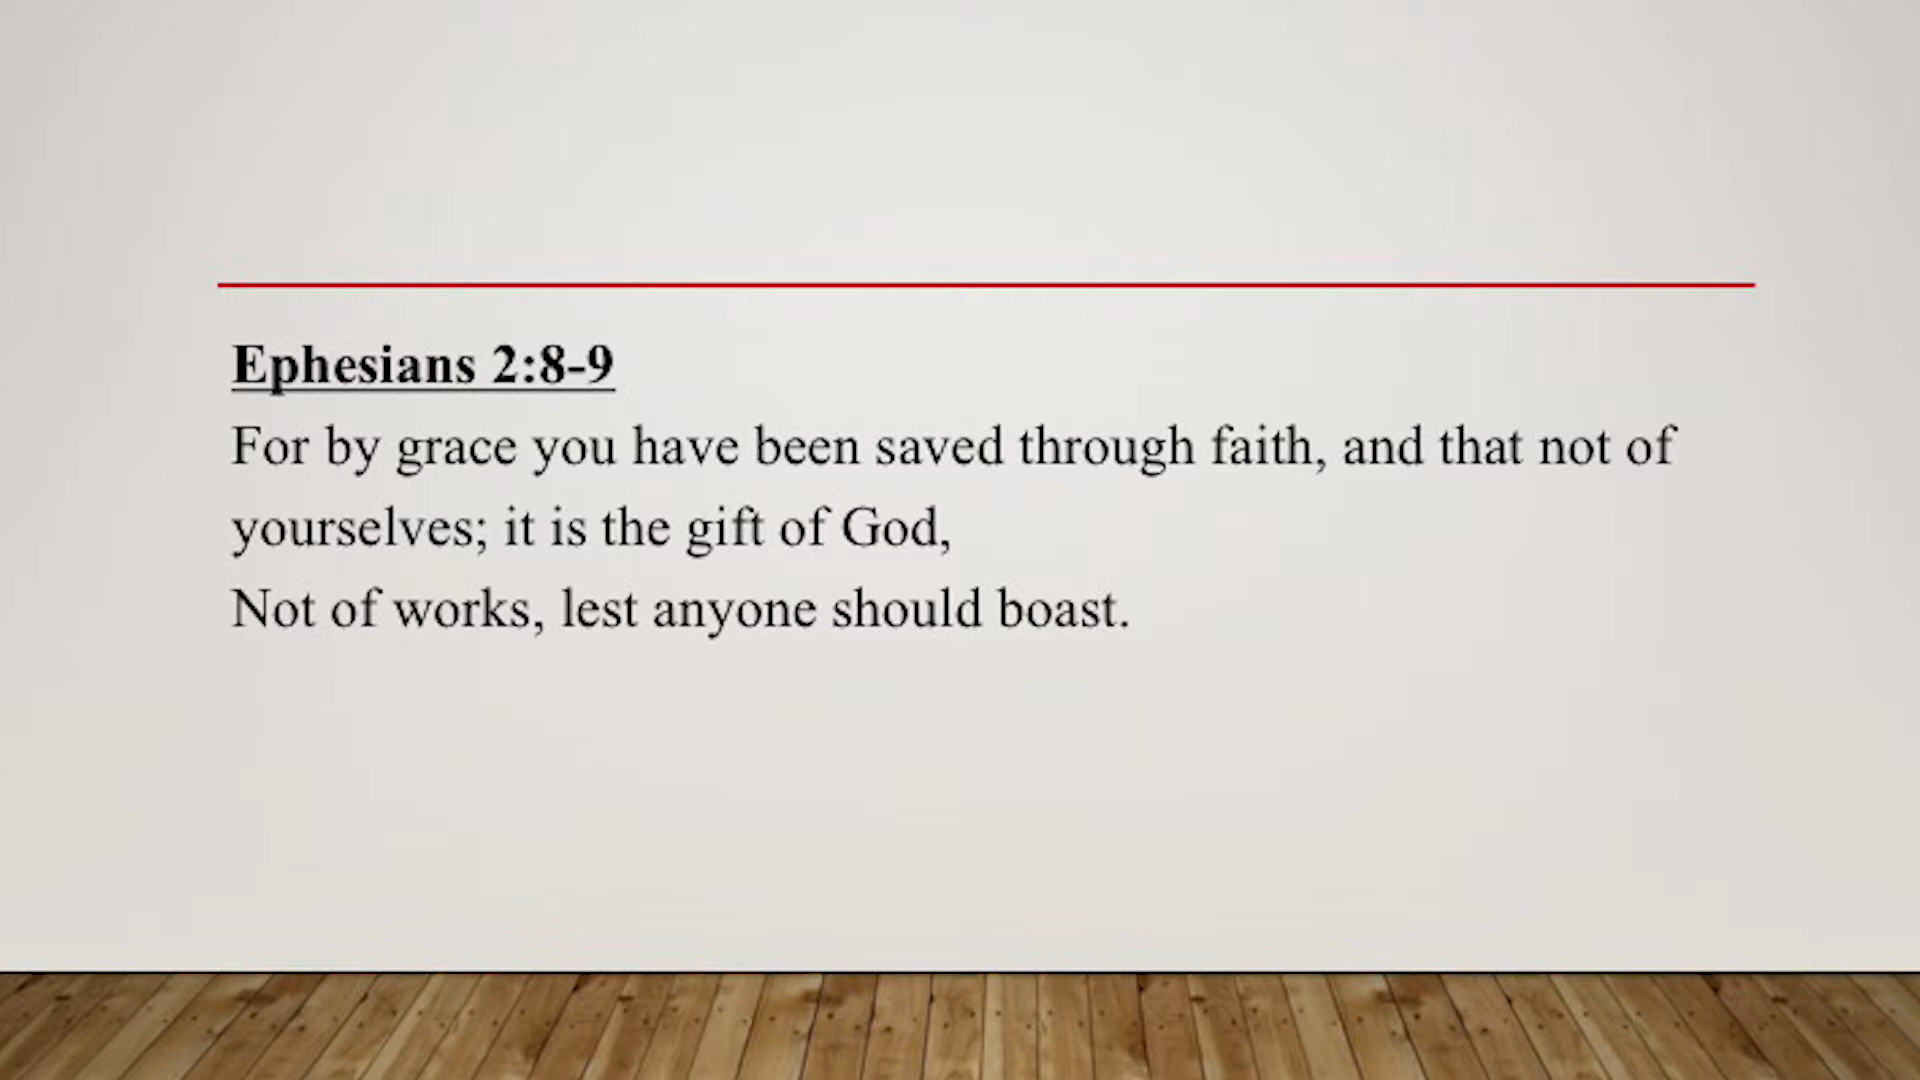 Ephesians 2:8-9
For by grace you have been saved through faith, and that not of
yourselves; it is the gift of God,
Not of works, lest anyone should boast.